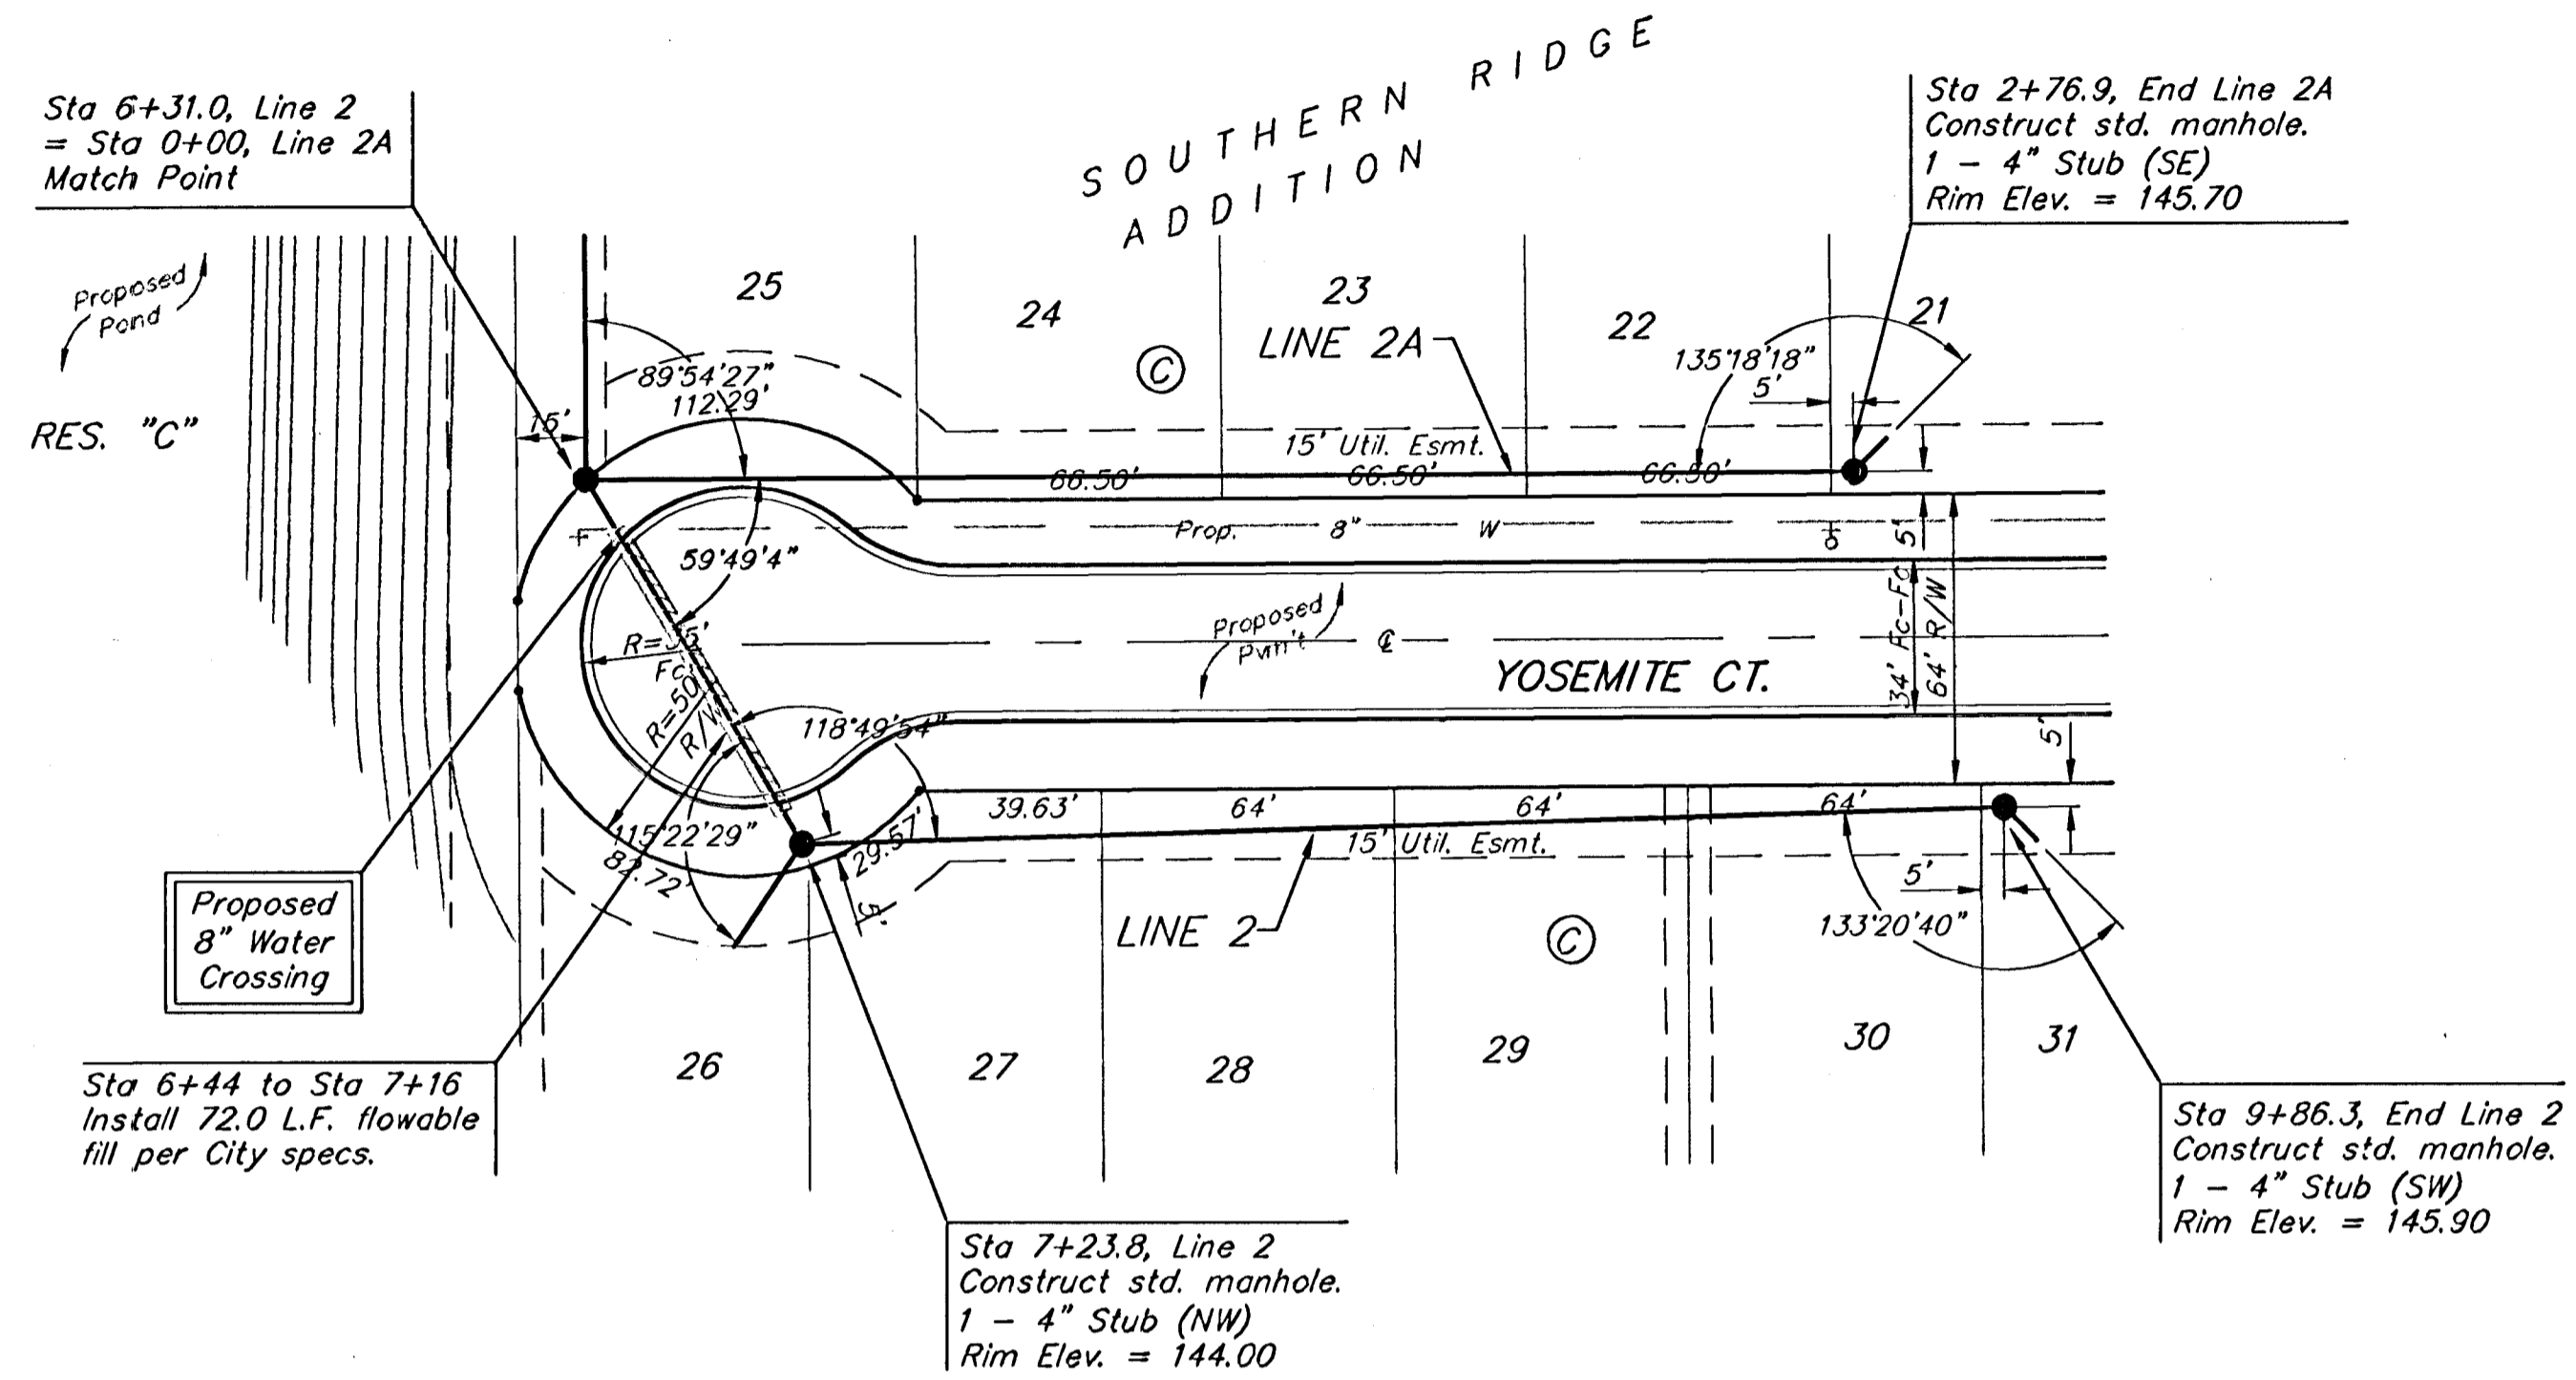 SOUTHERN RIDGE
ADDITION
Sta 6+31.0, Line 2
= Sta 0+00, Line 2A
Match Point
Sta 2+76.9, End Line 2A
Construct std. manhole.
1 - 4" Stub (SE)
Rim Elev. = 145.70
Proposed
Pond
RES. "C"
25
24
23
22
21
C
LINE 2A
135°18'18"
5'
89°54'27"
112.29'
15'
15' Util. Esmt.
66.50'
66.50'
66.50'
Prop. 8" W
5'
59°49'4"
R=35'
Fc
R=50'
R/W
Proposed
Pvm't
℄
YOSEMITE CT.
34' Fc-Fc
64' R/W
118°49'54"
5'
39.63'
64'
64'
64'
115°22'29"
82.72'
29.57'
5'
15' Util. Esmt.
5'
LINE 2
C
133°20'40"
Proposed
8" Water
Crossing
26
27
28
29
30
31
Sta 6+44 to Sta 7+16
Install 72.0 L.F. flowable
fill per City specs.
Sta 9+86.3, End Line 2
Construct std. manhole.
1 - 4" Stub (SW)
Rim Elev. = 145.90
Sta 7+23.8, Line 2
Construct std. manhole.
1 - 4" Stub (NW)
Rim Elev. = 144.00